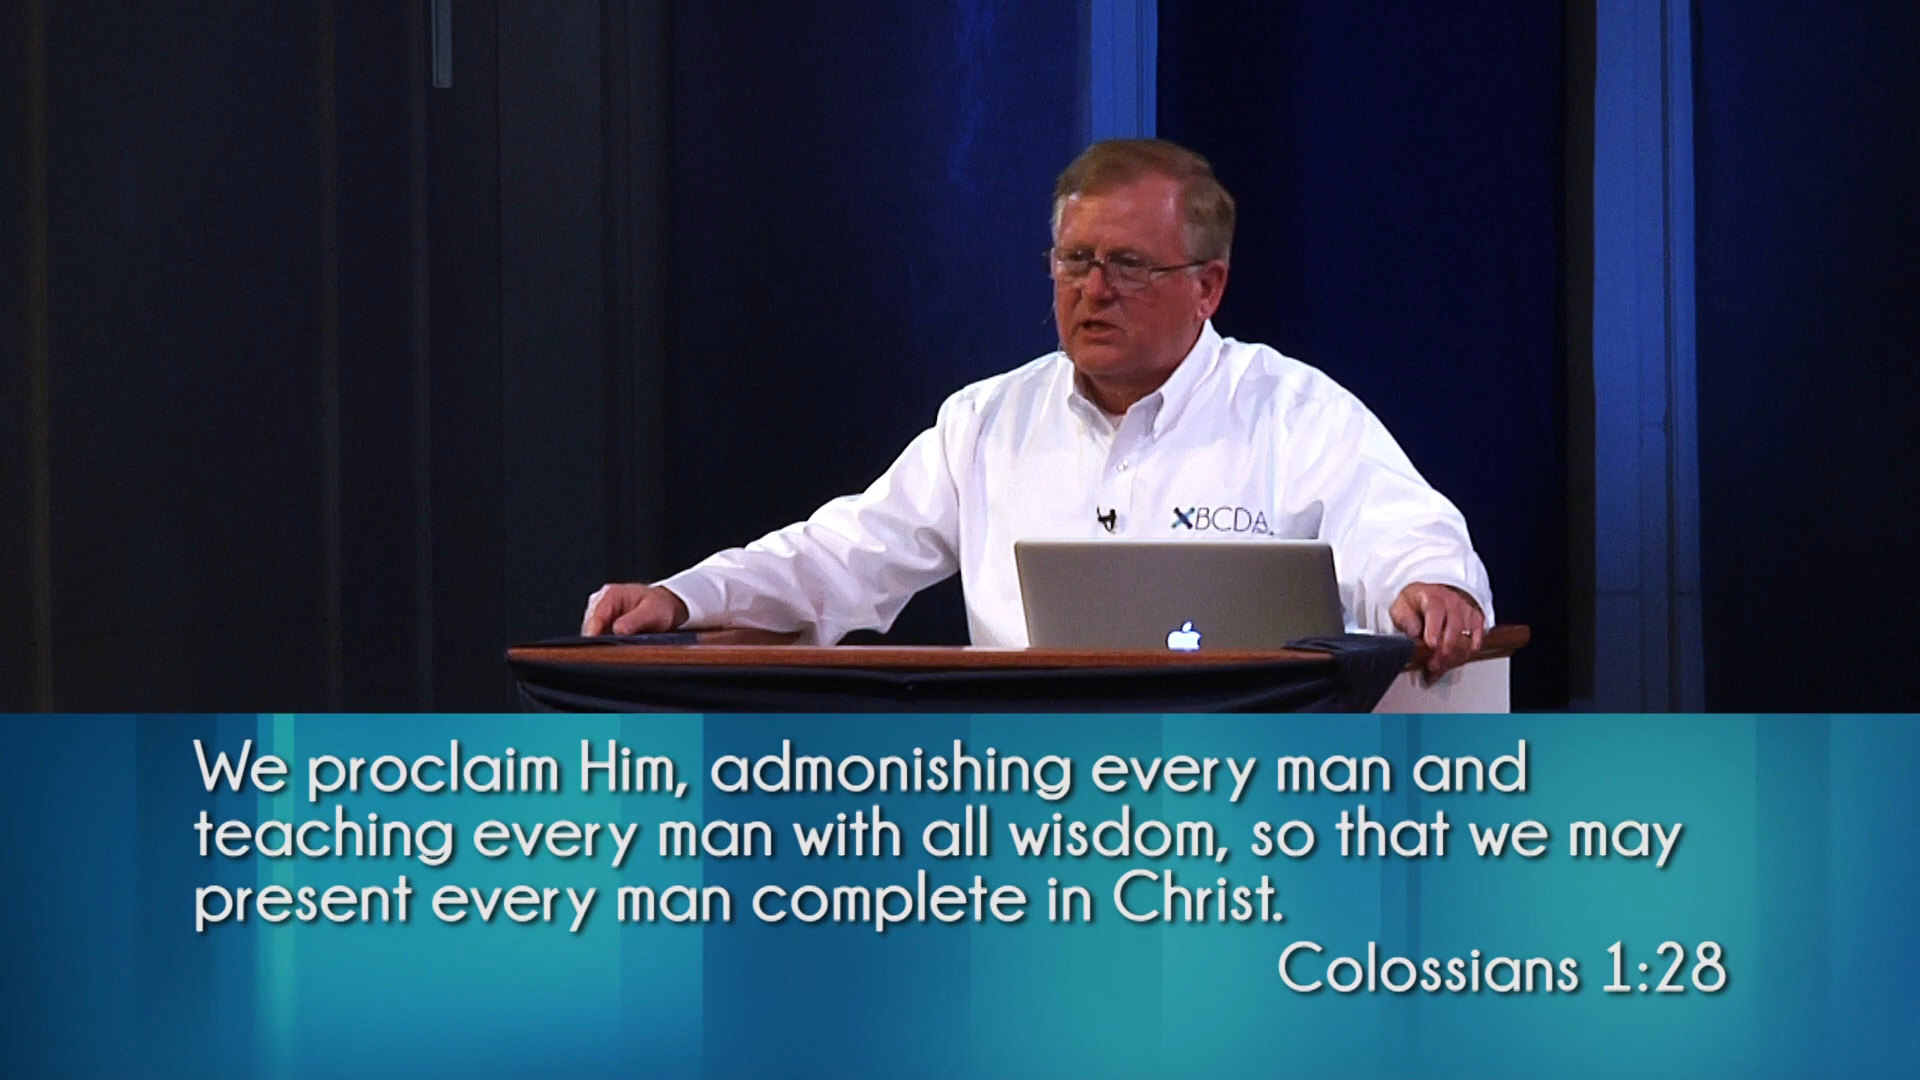 XBCDA
We proclaim Him, admonishing every man and
teaching every man with all wisdom, so that we may
present every man complete in Christ.
Colossians 1:28